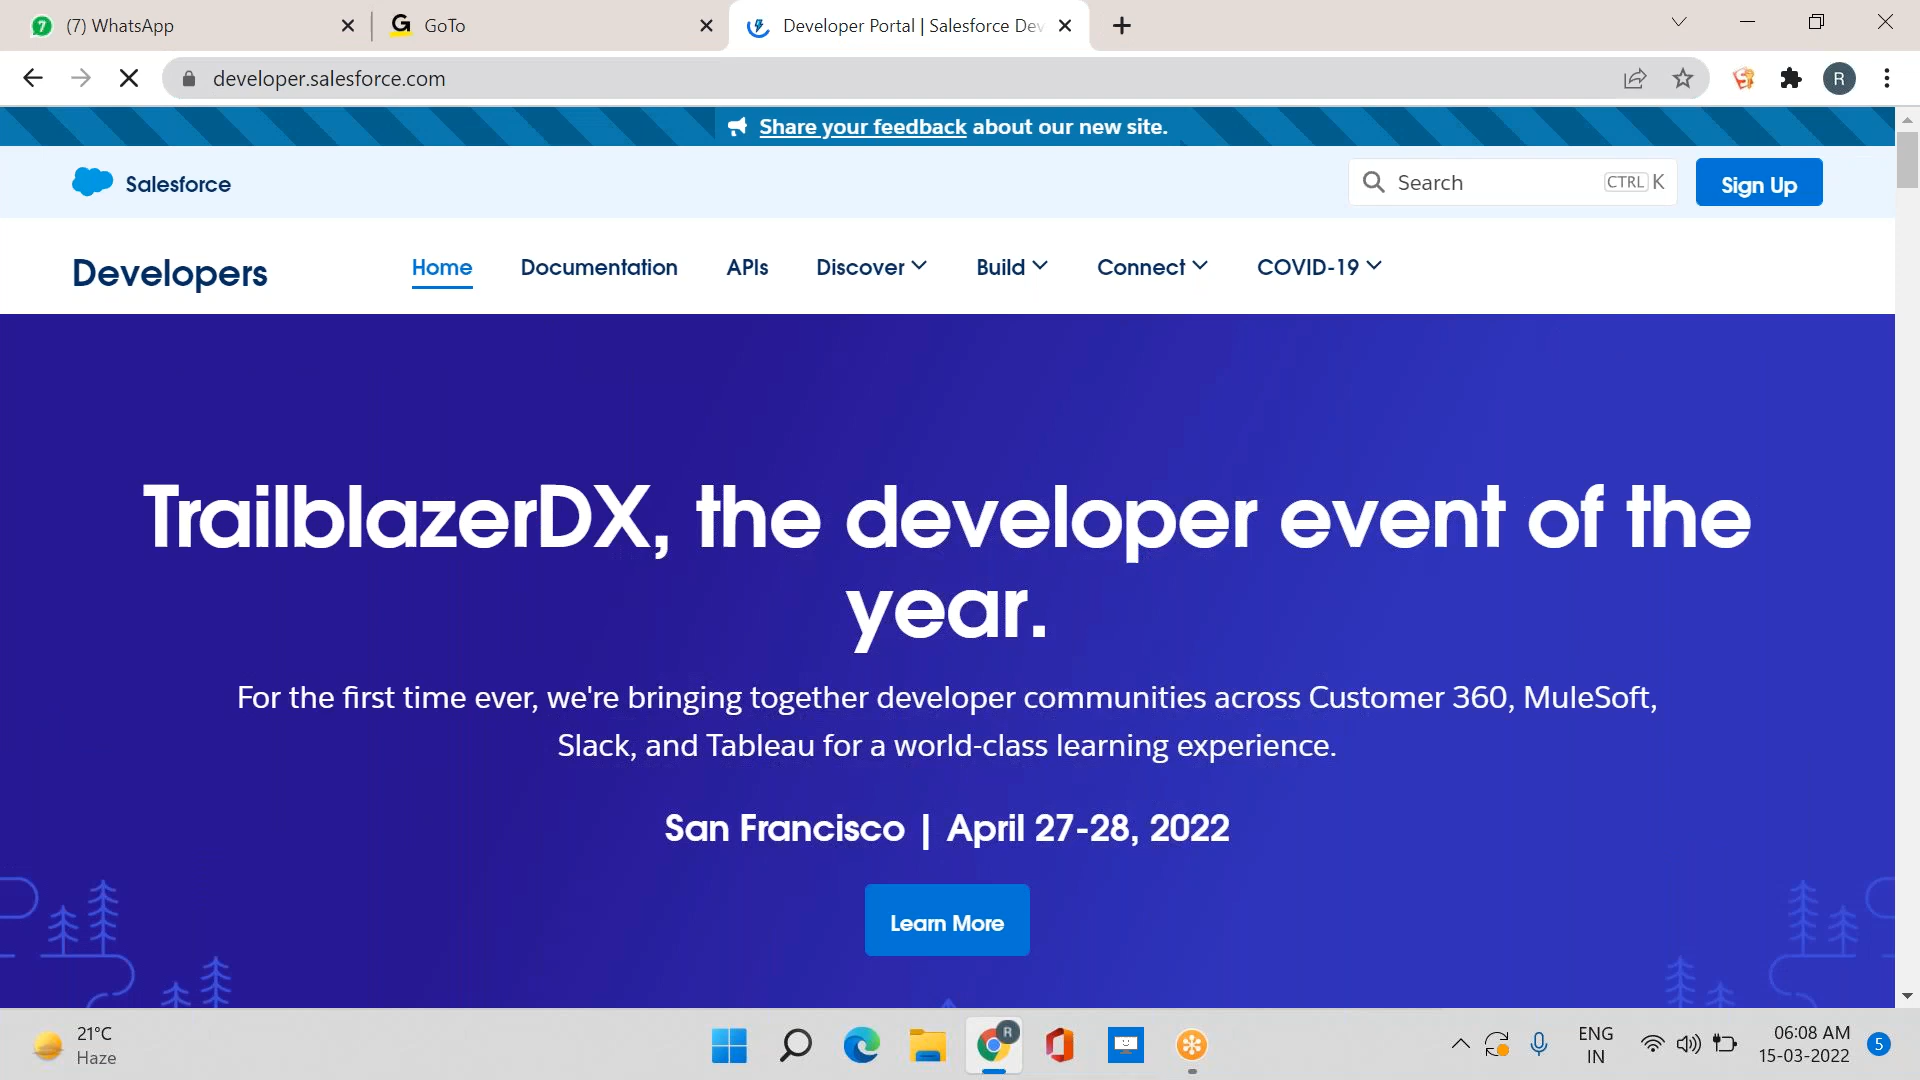 7 (7) WhatsApp
G GoTo
Developer Portal | Salesforce Dev
developer.salesforce.com
R
Share your feedback about our new site.
Salesforce
Search CTRL K
Sign Up
Developers
Home Documentation APIs Discover Build Connect COVID-19
TrailblazerDX, the developer event of the
year.
For the first time ever, we're bringing together developer communities across Customer 360, MuleSoft,
Slack, and Tableau for a world-class learning experience.
San Francisco | April 27-28, 2022
Learn More
21°C
Haze
R
ENG
IN
06:08 AM
15-03-2022
5